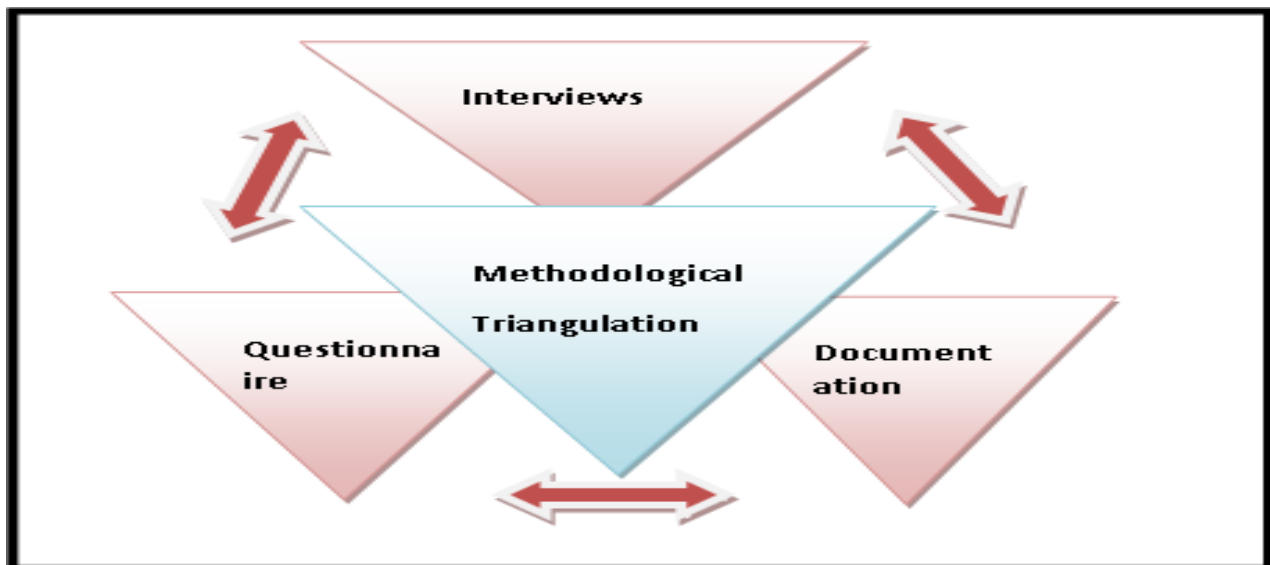 Interviews
Methodological
Triangulation
Questionna
ire
Document
ation